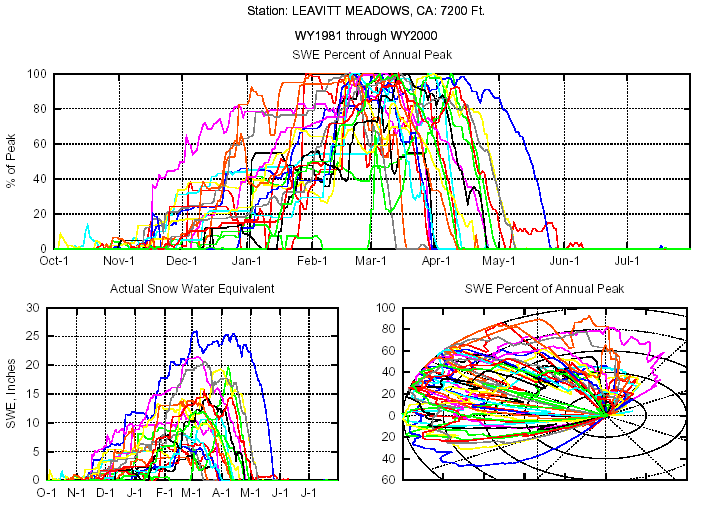 Station: LEAVITT MEADOWS, CA: 7200 Ft.
WY1981 through WY2000
SWE Percent of Annual Peak
% of Peak
100
80
60
40
20
0
Oct-1 Nov-1 Dec-1 Jan-1 Feb-1 Mar-1 Apr-1 May-1 Jun-1 Jul-1
Actual Snow Water Equivalent
SWE, Inches
30
25
20
15
10
5
0
O-1 N-1 D-1 J-1 F-1 M-1 A-1 M-1 J-1 J-1
SWE Percent of Annual Peak
100
80
60
40
20
0
20
40
60